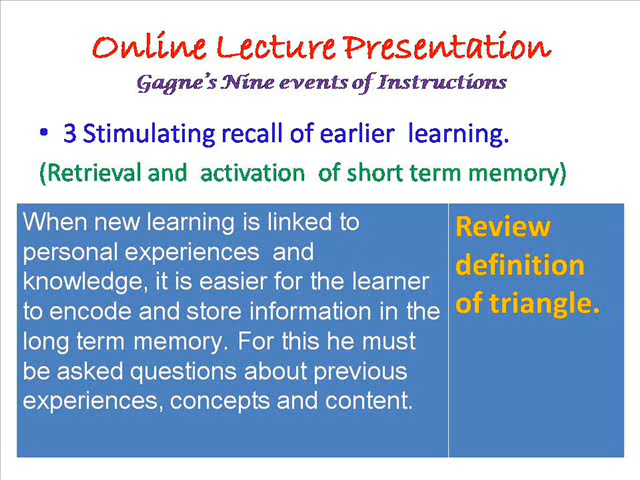 Online Lecture Presentation
Gagne's Nine events of Instructions
• 3 Stimulating recall of earlier learning.
(Retrieval and activation of short term memory)
When new learning is linked to
personal experiences and
knowledge, it is easier for the learner
to encode and store information in the
long term memory. For this he must
be asked questions about previous
experiences, concepts and content.
Review
definition
of triangle.